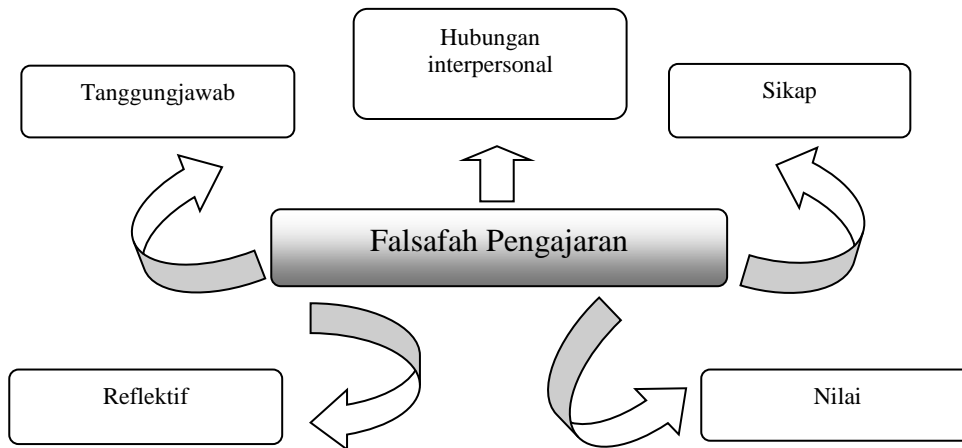 Hubungan
interpersonal
Tanggungjawab
Sikap
Falsafah Pengajaran
Reflektif
Nilai